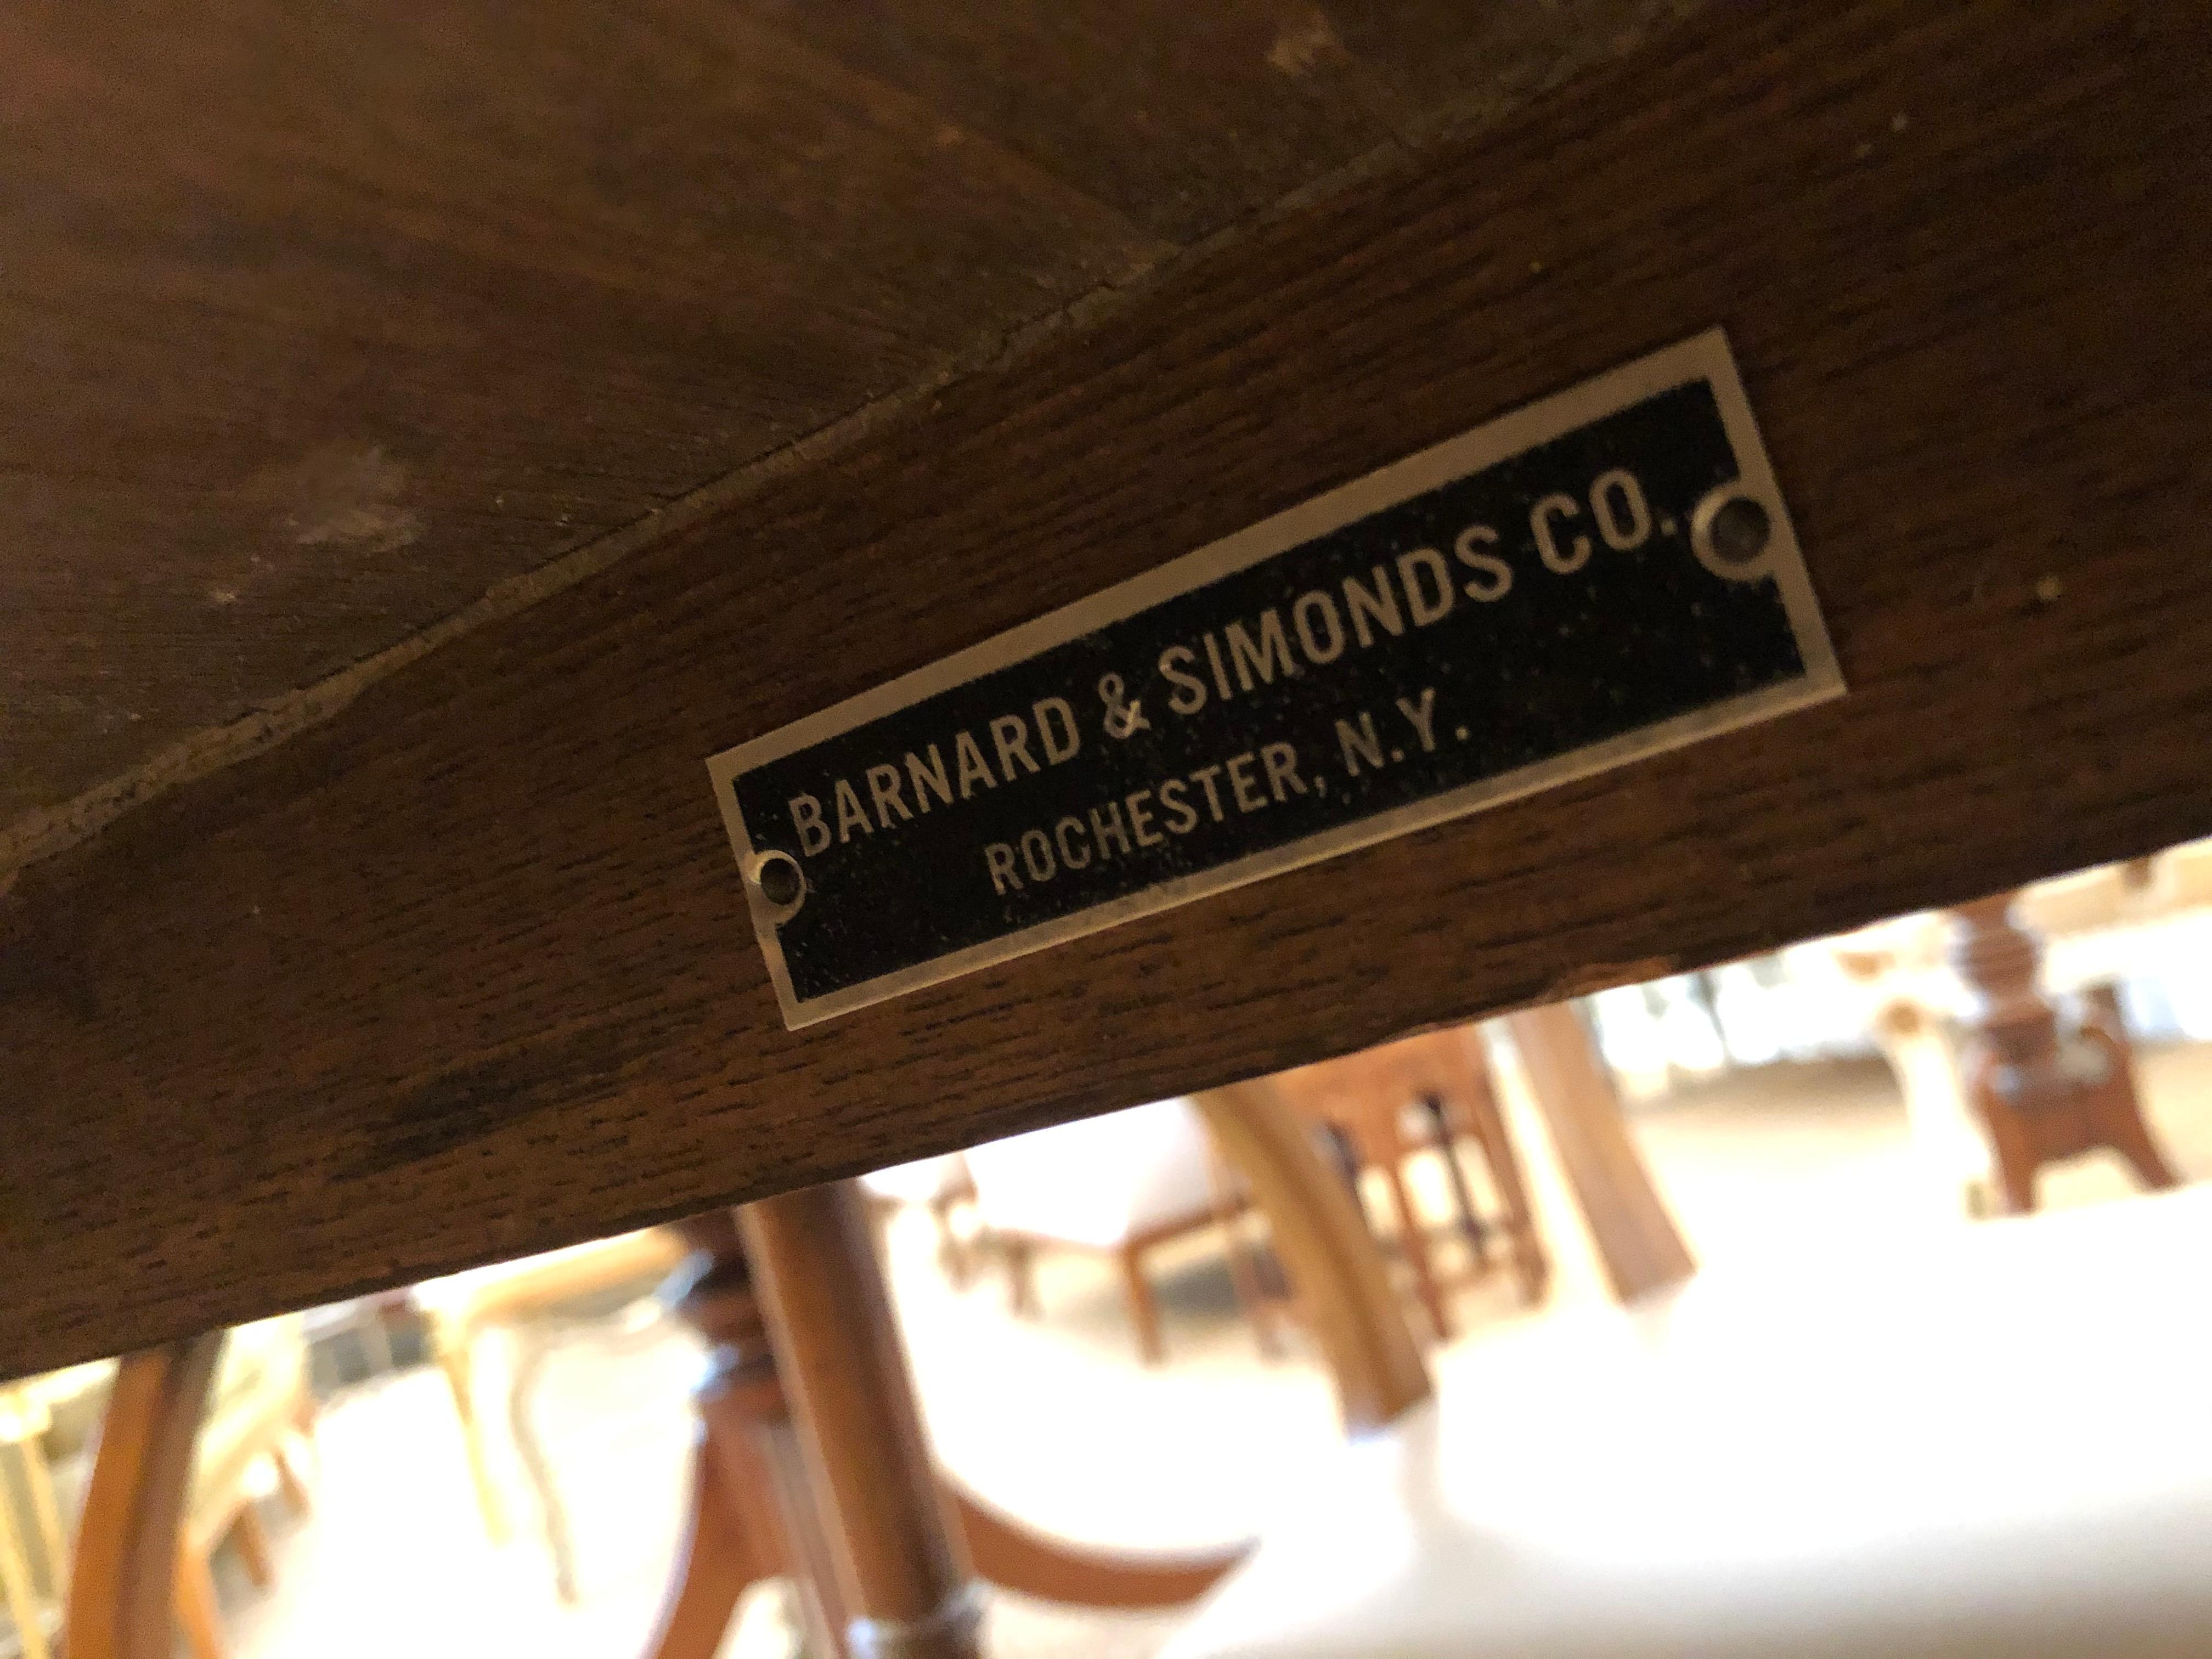 BARNARD & SIMONDS CO.
ROCHESTER, N.Y.